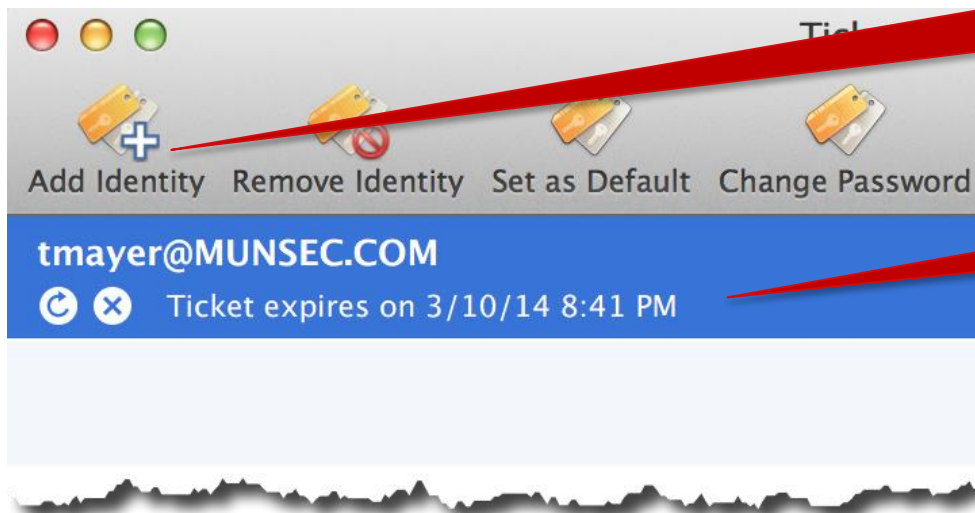 Add Identity Remove Identity Set as Default Change Password
tmayer@MUNSEC.COM
Ticket expires on 3/10/14 8:41 PM